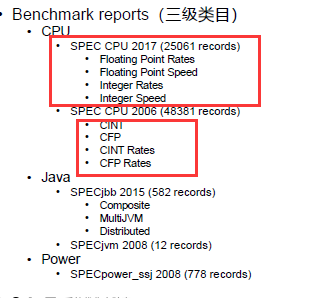 Benchmark reports（三级类目）
CPU
SPEC CPU 2017 (25061 records)
Floating Point Rates
Floating Point Speed
Integer Rates
Integer Speed
SPEC CPU 2006 (48381 records)
CINT
CFP
CINT Rates
CFP Rates
Java
SPECjbb 2015 (582 records)
Composite
MultiJVM
Distributed
SPECjvm 2008 (12 records)
Power
SPECpower_ssj 2008 (778 records)